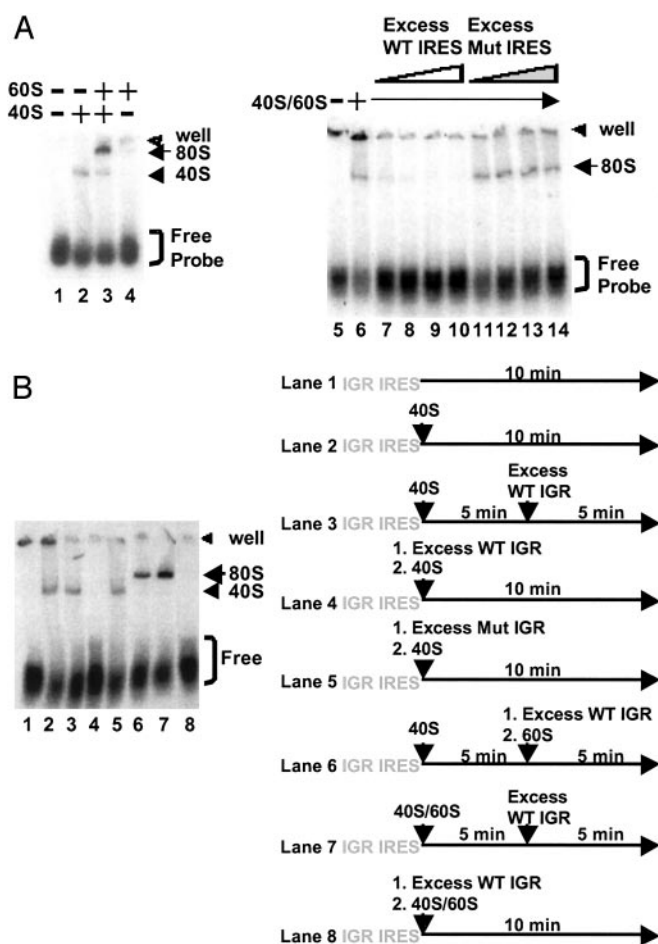 A
60S - - + +
40S - + + -
well
80S
40S
Free
Probe
1 2 3 4
Excess Excess
WT IRES Mut IRES
40S/60S - +
well
80S
Free
Probe
5 6 7 8 9 10 11 12 13 14
B
well
80S
40S
Free
1 2 3 4 5 6 7 8
Lane 1 IGR IRES 10 min
40S
Lane 2 IGR IRES 10 min
Excess
40S WT IGR
Lane 3 IGR IRES 5 min 5 min
1. Excess WT IGR
2. 40S
Lane 4 IGR IRES 10 min
1. Excess Mut IGR
2. 40S
Lane 5 IGR IRES 10 min
1. Excess WT IGR
40S 2. 60S
Lane 6 IGR IRES 5 min 5 min
Excess
40S/60S WT IGR
Lane 7 IGR IRES 5 min 5 min
1. Excess WT IGR
2. 40S/60S
Lane 8 IGR IRES 10 min